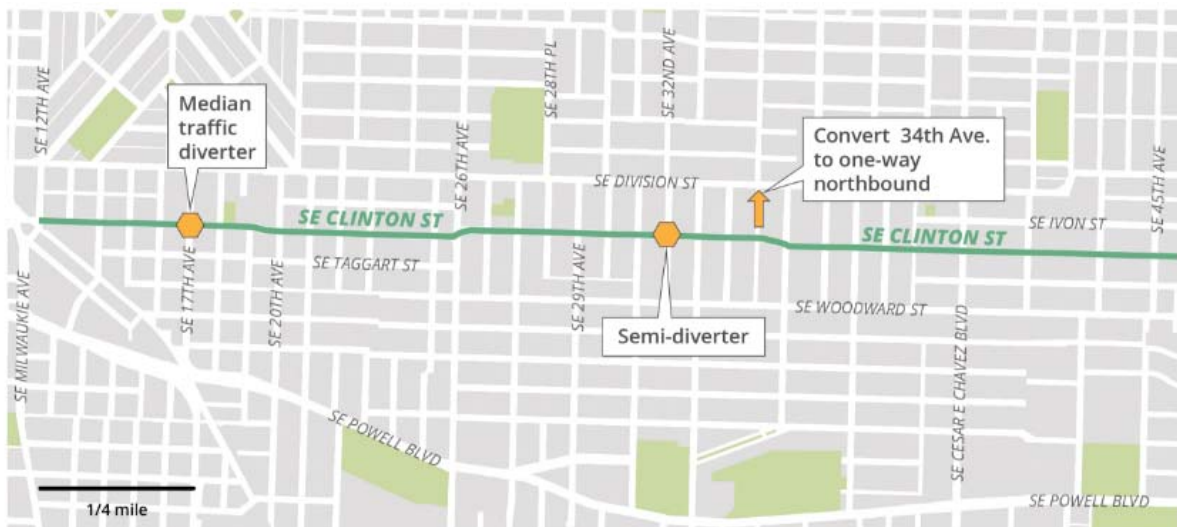 SE 12TH AVE
Median
traffic
diverter
SE 26TH AVE
SE 28TH PL
SE 32ND AVE
Convert 34th Ave.
to one-way
northbound
SE 45TH AVE
SE DIVISION ST
SE CLINTON ST
SE IVON ST
SE CLINTON ST
SE TAGGART ST
SE MILWAUKIE AVE
SE 17TH AVE
SE 20TH AVE
SE 29TH AVE
SE WOODWARD ST
Semi-diverter
SE CESAR E CHAVEZ BLVD
SE POWELL BLVD
SE POWELL BLVD
1/4 mile